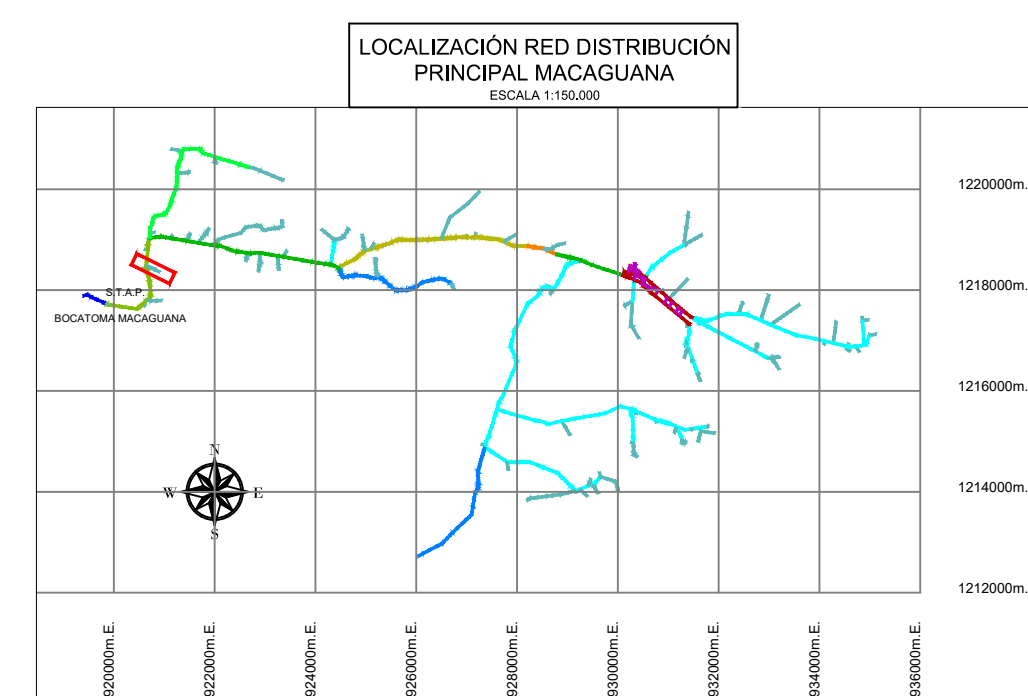 LOCALIZACIÓN RED DISTRIBUCIÓN
PRINCIPAL MACAGUANA
ESCALA 1:150.000
1220000m.
S.T.A.P.
1218000m.
BOCATOMA MACAGUANA
1216000m.
N
W E
S
1214000m.
1212000m.
920000m.E.
922000m.E.
924000m.E.
926000m.E.
928000m.E.
930000m.E.
932000m.E.
934000m.E.
936000m.E.